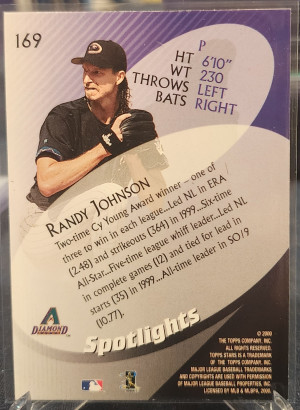 169
P
HT 6'10"
WT 230
THROWS LEFT
BATS RIGHT
RANDY JOHNSON
Two-time Cy Young Award winner – one of
three to win in each league...Led NL in ERA
(2.48) and strikeouts (364) in 1999...Six-time
All-Star...Five-time league whiff leader...Led NL
in complete games (12) and tied for lead in
starts (35) in 1999...All-time leader in SO/9
(10.77).
DIAMOND
Spotlights
© 2000
THE TOPPS COMPANY, INC.
ALL RIGHTS RESERVED.
TOPPS STARS IS A TRADEMARK
OF THE TOPPS COMPANY, INC.
MAJOR LEAGUE BASEBALL TRADEMARKS
AND COPYRIGHTS ARE USED WITH PERMISSION
OF MAJOR LEAGUE BASEBALL PROPERTIES, INC.
LICENSED BY MLB & MLBPA, 2000.